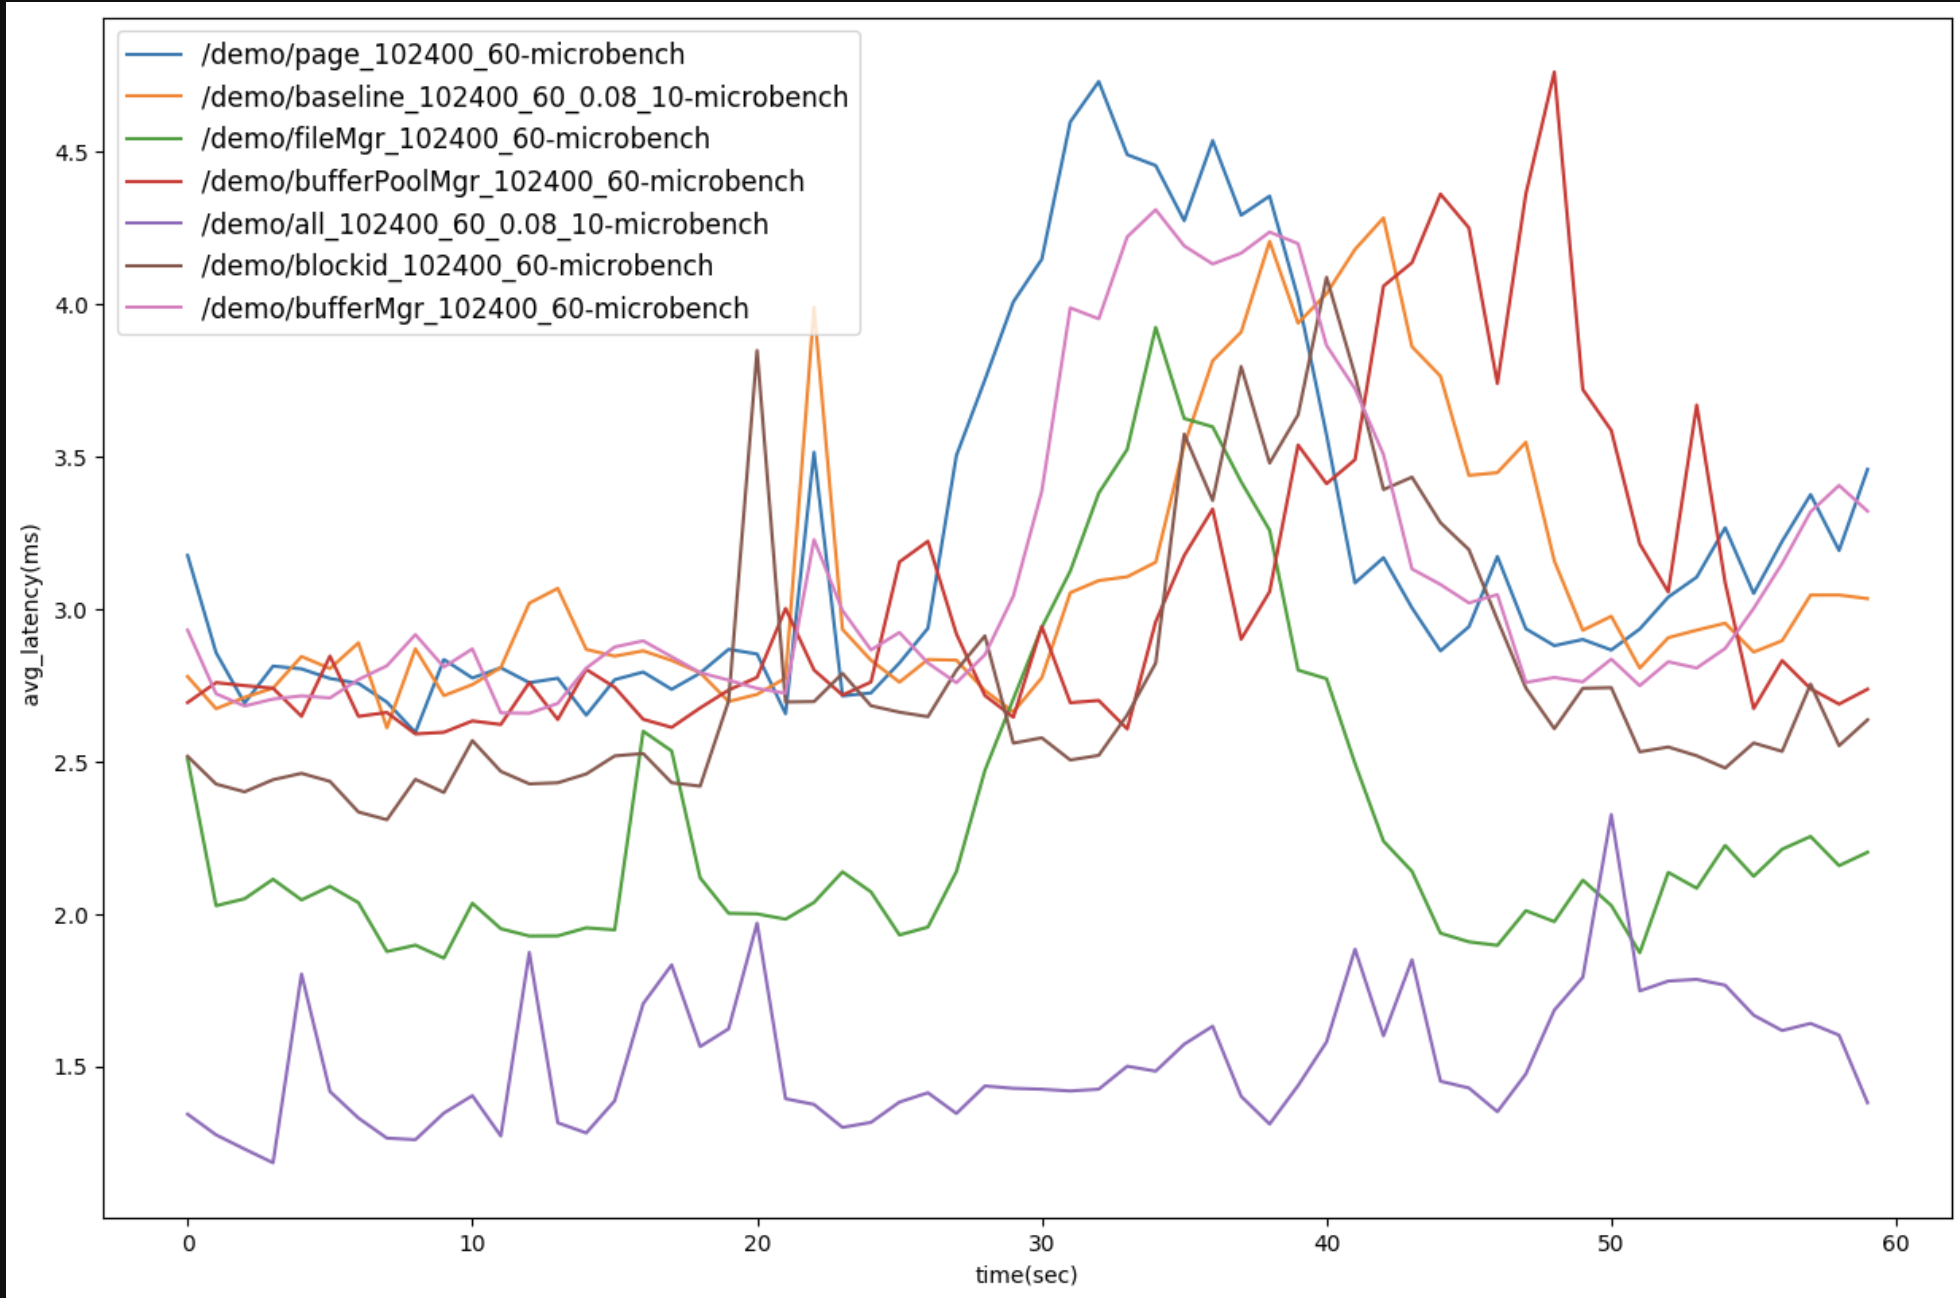 /demo/page_102400_60-microbench
/demo/baseline_102400_60_0.08_10-microbench
/demo/fileMgr_102400_60-microbench
/demo/bufferPoolMgr_102400_60-microbench
/demo/all_102400_60_0.08_10-microbench
/demo/blockid_102400_60-microbench
/demo/bufferMgr_102400_60-microbench
4.5
4.0
3.5
3.0
2.5
2.0
1.5
avg_latency(ms)
0 10 20 30 40 50 60
time(sec)